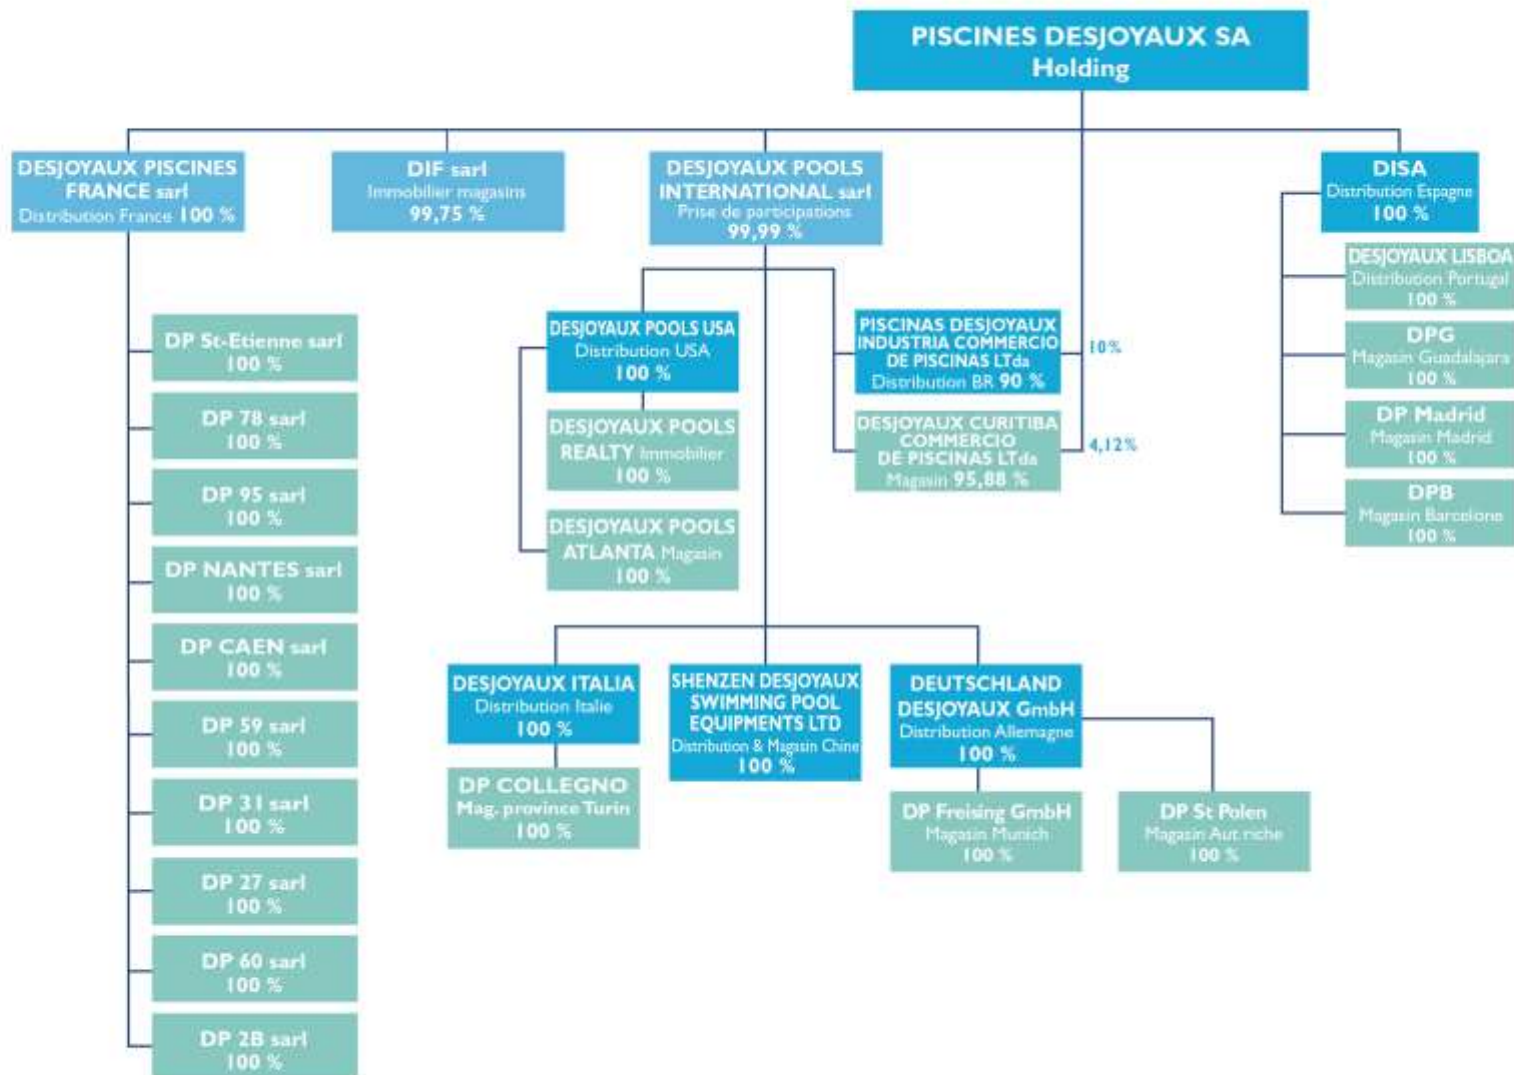 PISCINES DESJOYAUX SA
Holding
DESJOYAUX PISCINES
FRANCE sarl
Distribution France 100 %
DIF sarl
Immobilier magasins
99,75 %
DESJOYAUX POOLS
INTERNATIONAL sarl
Prise de participations
99,99 %
DISA
Distribution Espagne
100 %
DP St-Etienne sarl
100 %
DP 78 sarl
100 %
DP 95 sarl
100 %
DP NANTES sarl
100 %
DP CAEN sarl
100 %
DP 59 sarl
100 %
DP 31 sarl
100 %
DP 27 sarl
100 %
DP 60 sarl
100 %
DP 2B sarl
100 %
DESJOYAUX POOLS USA
Distribution USA
100 %
DESJOYAUX POOLS
REALTY Immobilier
100 %
DESJOYAUX POOLS
ATLANTA Magasin
100 %
PISCINAS DESJOYAUX
INDUSTRIA COMMERCIO
DE PISCINAS LTda
Distribution BR 90 %
10%
DESJOYAUX CURITIBA
COMMERCIO
DE PISCINAS LTda
Magasin 95,88 %
4,12%
DESJOYAUX ITALIA
Distribution Italie
100 %
DP COLLEGNO
Mag. province Turin
100 %
SHENZEN DESJOYAUX
SWIMMING POOL
EQUIPMENTS LTD
Distribution & Magasin Chine
100 %
DEUTSCHLAND
DESJOYAUX GmbH
Distribution Allemagne
100 %
DP Freising GmbH
Magasin Munich
100 %
DP St Polen
Magasin Aut riche
100 %
DESJOYAUX LISBOA
Distribution Portugal
100 %
DPG
Magasin Guadalajara
100 %
DP Madrid
Magasin Madrid
100 %
DPB
Magasin Barcelone
100 %